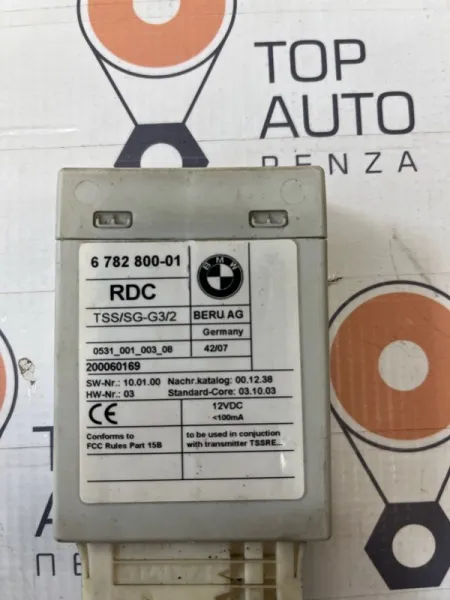 TOP
AUTO
PENZA
6 782 800-01
BMW
RDC
TSS/SG-G3/2
BERU AG
Germany
0531_001_003_08
42/07
200060169
SW-Nr.: 10.01.00 Nachr.katalog: 00.12.38
HW-Nr.: 03 Standard-Core: 03.10.03
CE
12VDC
<100mA
Conforms to
FCC Rules Part 15B
to be used in conjuction
with transmitter TSSRE...